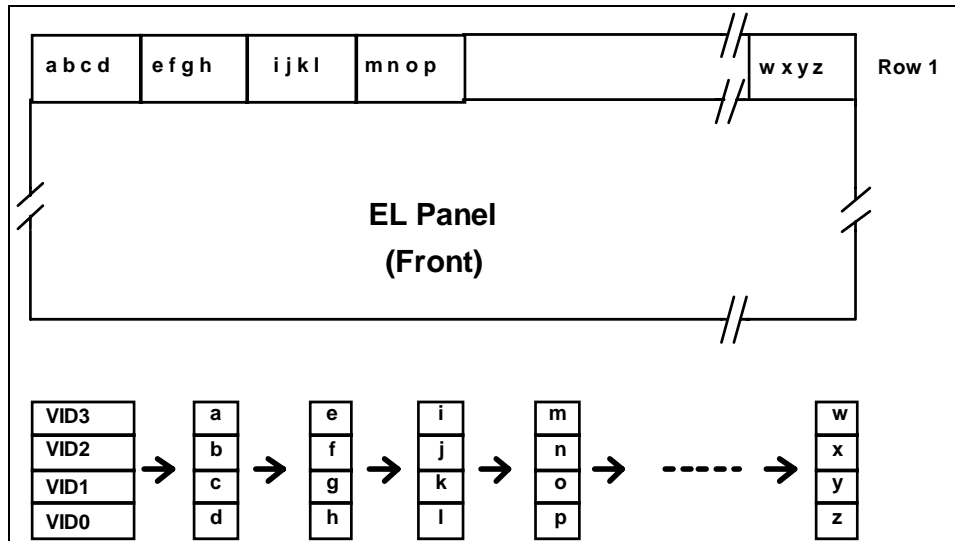 a b c d e f g h i j k l m n o p w x y z Row 1
EL Panel
(Front)
VID3 a e i m w
VID2 b f j n x
VID1 c g k o y
VID0 d h l p z